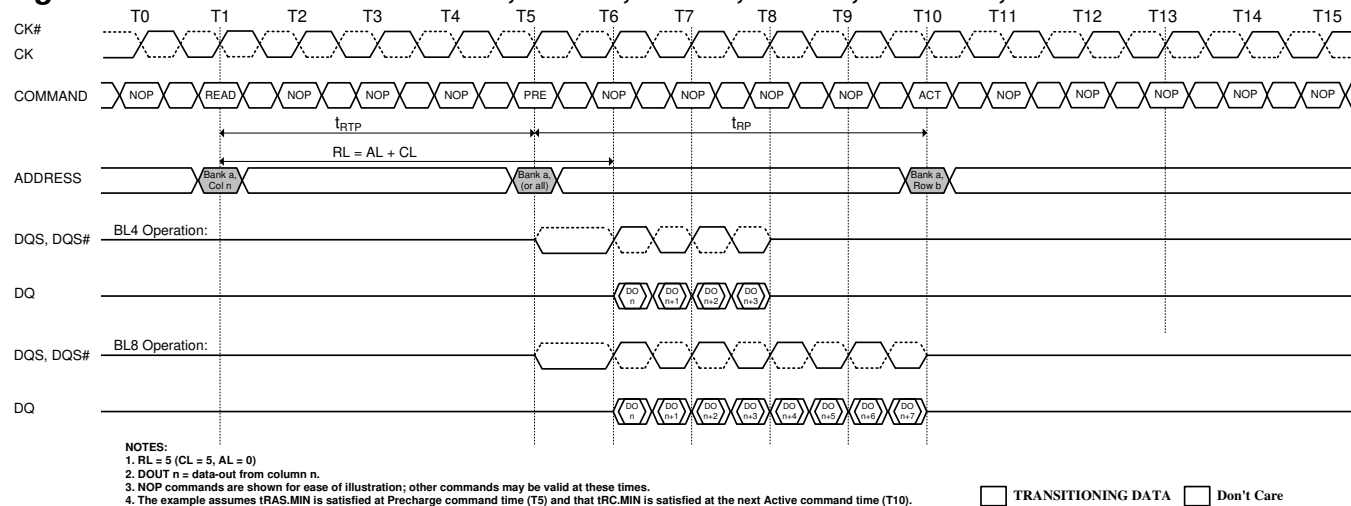 T0 T1 T2 T3 T4 T5 T6 T7 T8 T9 T10 T11 T12 T13 T14 T15
CK#
CK
COMMAND NOP READ NOP NOP NOP PRE NOP NOP NOP NOP ACT NOP NOP NOP NOP NOP
tRTP tRP
RL = AL + CL
ADDRESS Bank a, Col n Bank a, (or all) Bank a, Row b
BL4 Operation:
DQS, DQS#
DQ DO n DO n+1 DO n+2 DO n+3
BL8 Operation:
DQS, DQS#
DQ DO n DO n+1 DO n+2 DO n+3 DO n+4 DO n+5 DO n+6 DO n+7
NOTES:
1. RL = 5 (CL = 5, AL = 0)
2. DOUT n = data-out from column n.
3. NOP commands are shown for ease of illustration; other commands may be valid at these times.
4. The example assumes tRAS.MIN is satisfied at Precharge command time (T5) and that tRC.MIN is satisfied at the next Active command time (T10).
TRANSITIONING DATA Don't Care